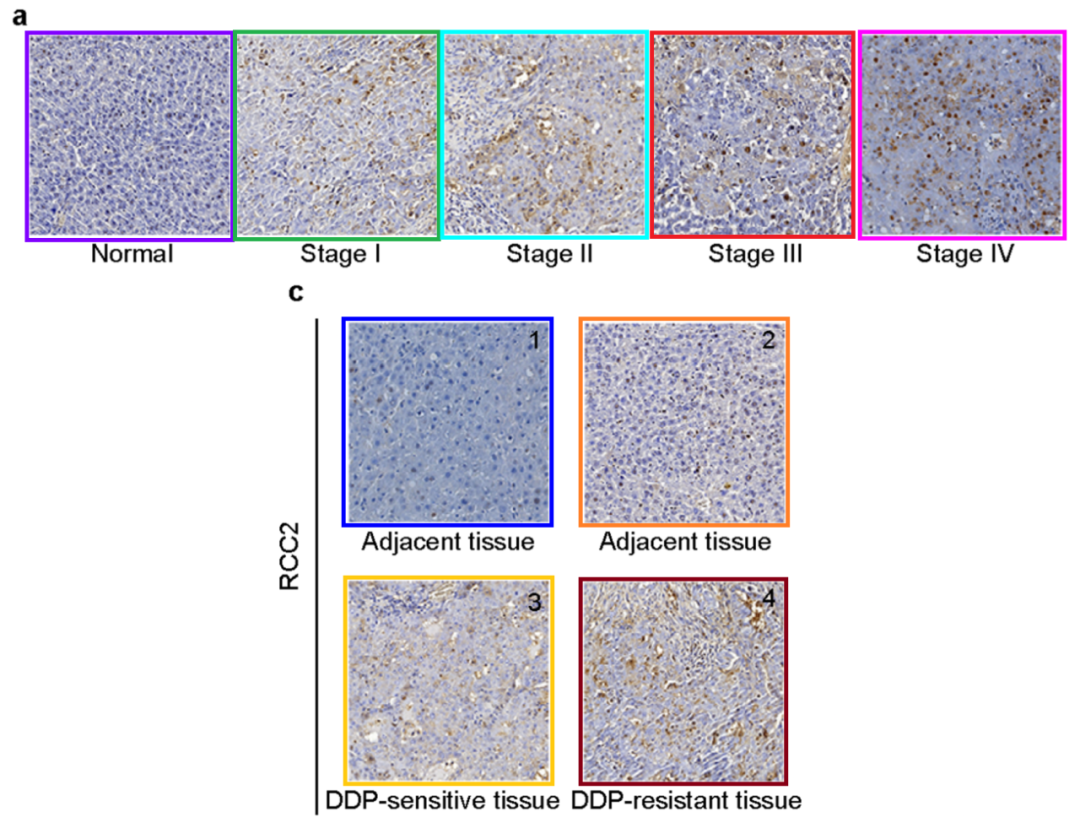 a
Normal
Stage I
Stage II
Stage III
Stage IV
c
RCC2
1
2
Adjacent tissue
Adjacent tissue
3
4
DDP-sensitive tissue
DDP-resistant tissue